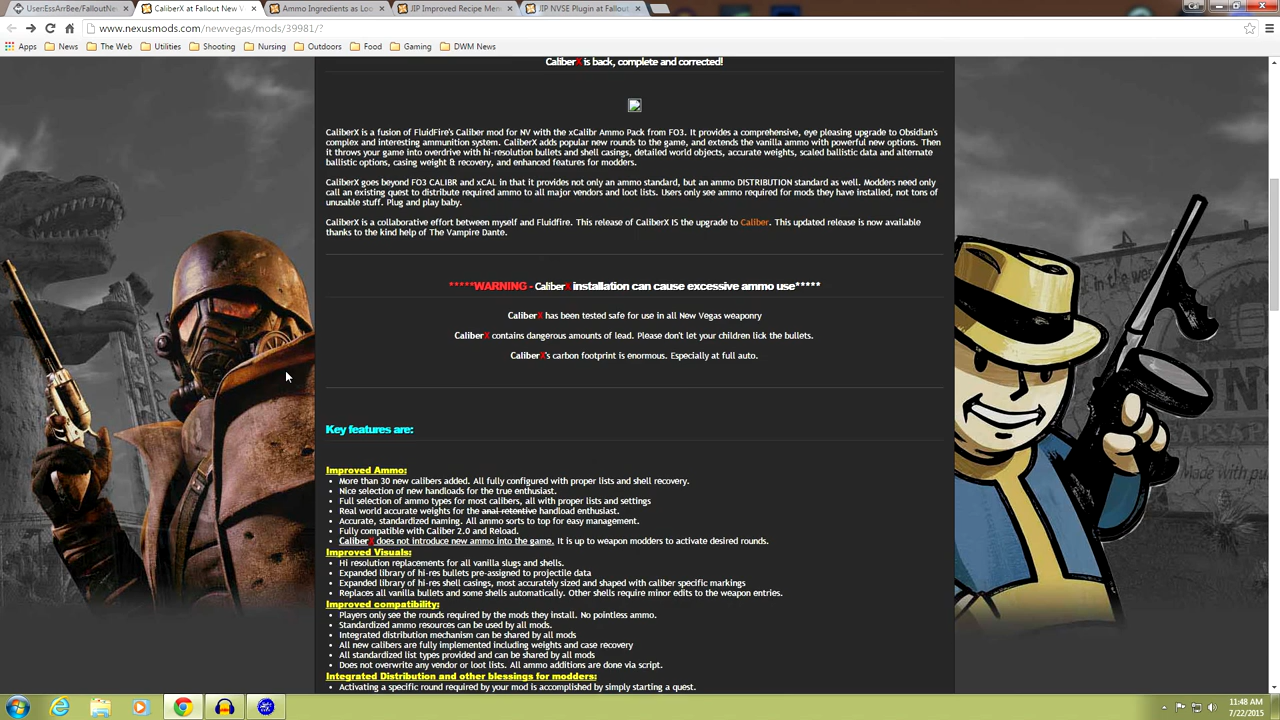 User:EssArrBee/FalloutNe
CaliberX at Fallout New V
Ammo Ingredients as Loo
JIP Improved Recipe Men
JIP NVSE Plugin at Fallout
Cal
www.nexusmods.com/newvegas/mods/39981/?
Apps News The Web Utilities Shooting Nursing Outdoors Food Gaming DWM News
CaliberX is back, complete and corrected!
CaliberX is a fusion of FluidFire's Caliber mod for NV with the xCalibr Ammo Pack from FO3. It provides a comprehensive, eye pleasing upgrade to Obsidian's
complex and interesting ammunition system. CaliberX adds popular new rounds to the game, and extends the vanilla ammo with powerful new options. Then
it throws your game into overdrive with hi-resolution bullets and shell casings, detailed world objects, accurate weights, scaled ballistic data and alternate
ballistic options, casing weight & recovery, and enhanced features for modders.
CaliberX goes beyond FO3 CALIBR and xCAL in that it provides not only an ammo standard, but an ammo DISTRIBUTION standard as well. Modders need only
call an existing quest to distribute required ammo to all major vendors and loot lists. Users only see ammo required for mods they have installed, not tons of
unusable stuff. Plug and play baby.
CaliberX is a collaborative effort between myself and Fluidfire. This release of CaliberX IS the upgrade to Caliber. This updated release is now available
thanks to the kind help of The Vampire Dante.
*****WARNING - CaliberX installation can cause excessive ammo use*****
CaliberX has been tested safe for use in all New Vegas weaponry
CaliberX contains dangerous amounts of lead. Please don't let your children lick the bullets.
CaliberX's carbon footprint is enormous. Especially at full auto.
Key features are:
Improved Ammo:
• More than 30 new calibers added. All fully configured with proper lists and shell recovery.
• Nice selection of new handloads for the true enthusiast.
• Full selection of ammo types for most calibers, all with proper lists and settings
• Real world accurate weights for the anal-retentive handload enthusiast.
• Accurate, standardized naming. All ammo sorts to top for easy management.
• Fully compatible with Caliber 2.0 and Reload.
• CaliberX does not introduce new ammo into the game. It is up to weapon modders to activate desired rounds.
Improved Visuals:
• Hi resolution replacements for all vanilla slugs and shells.
• Expanded library of hi-res bullets pre-assigned to projectile data
• Expanded library of hi-res shell casings, most accurately sized and shaped with caliber specific markings
• Replaces all vanilla bullets and some shells automatically. Other shells require minor edits to the weapon entries.
Improved compatibility:
• Players only see the rounds required by the mods they install. No pointless ammo.
• Standardized ammo resources can be used by all mods.
• Integrated distribution mechanism can be shared by all mods
• All new calibers are fully implemented including weights and case recovery
• All standardized list types provided and can be shared by all mods
• Does not overwrite any vendor or loot lists. All ammo additions are done via script.
Integrated Distribution and other blessings for modders:
• Activating a specific round required by your mod is accomplished by simply starting a quest.
11:48 AM
7/22/2015